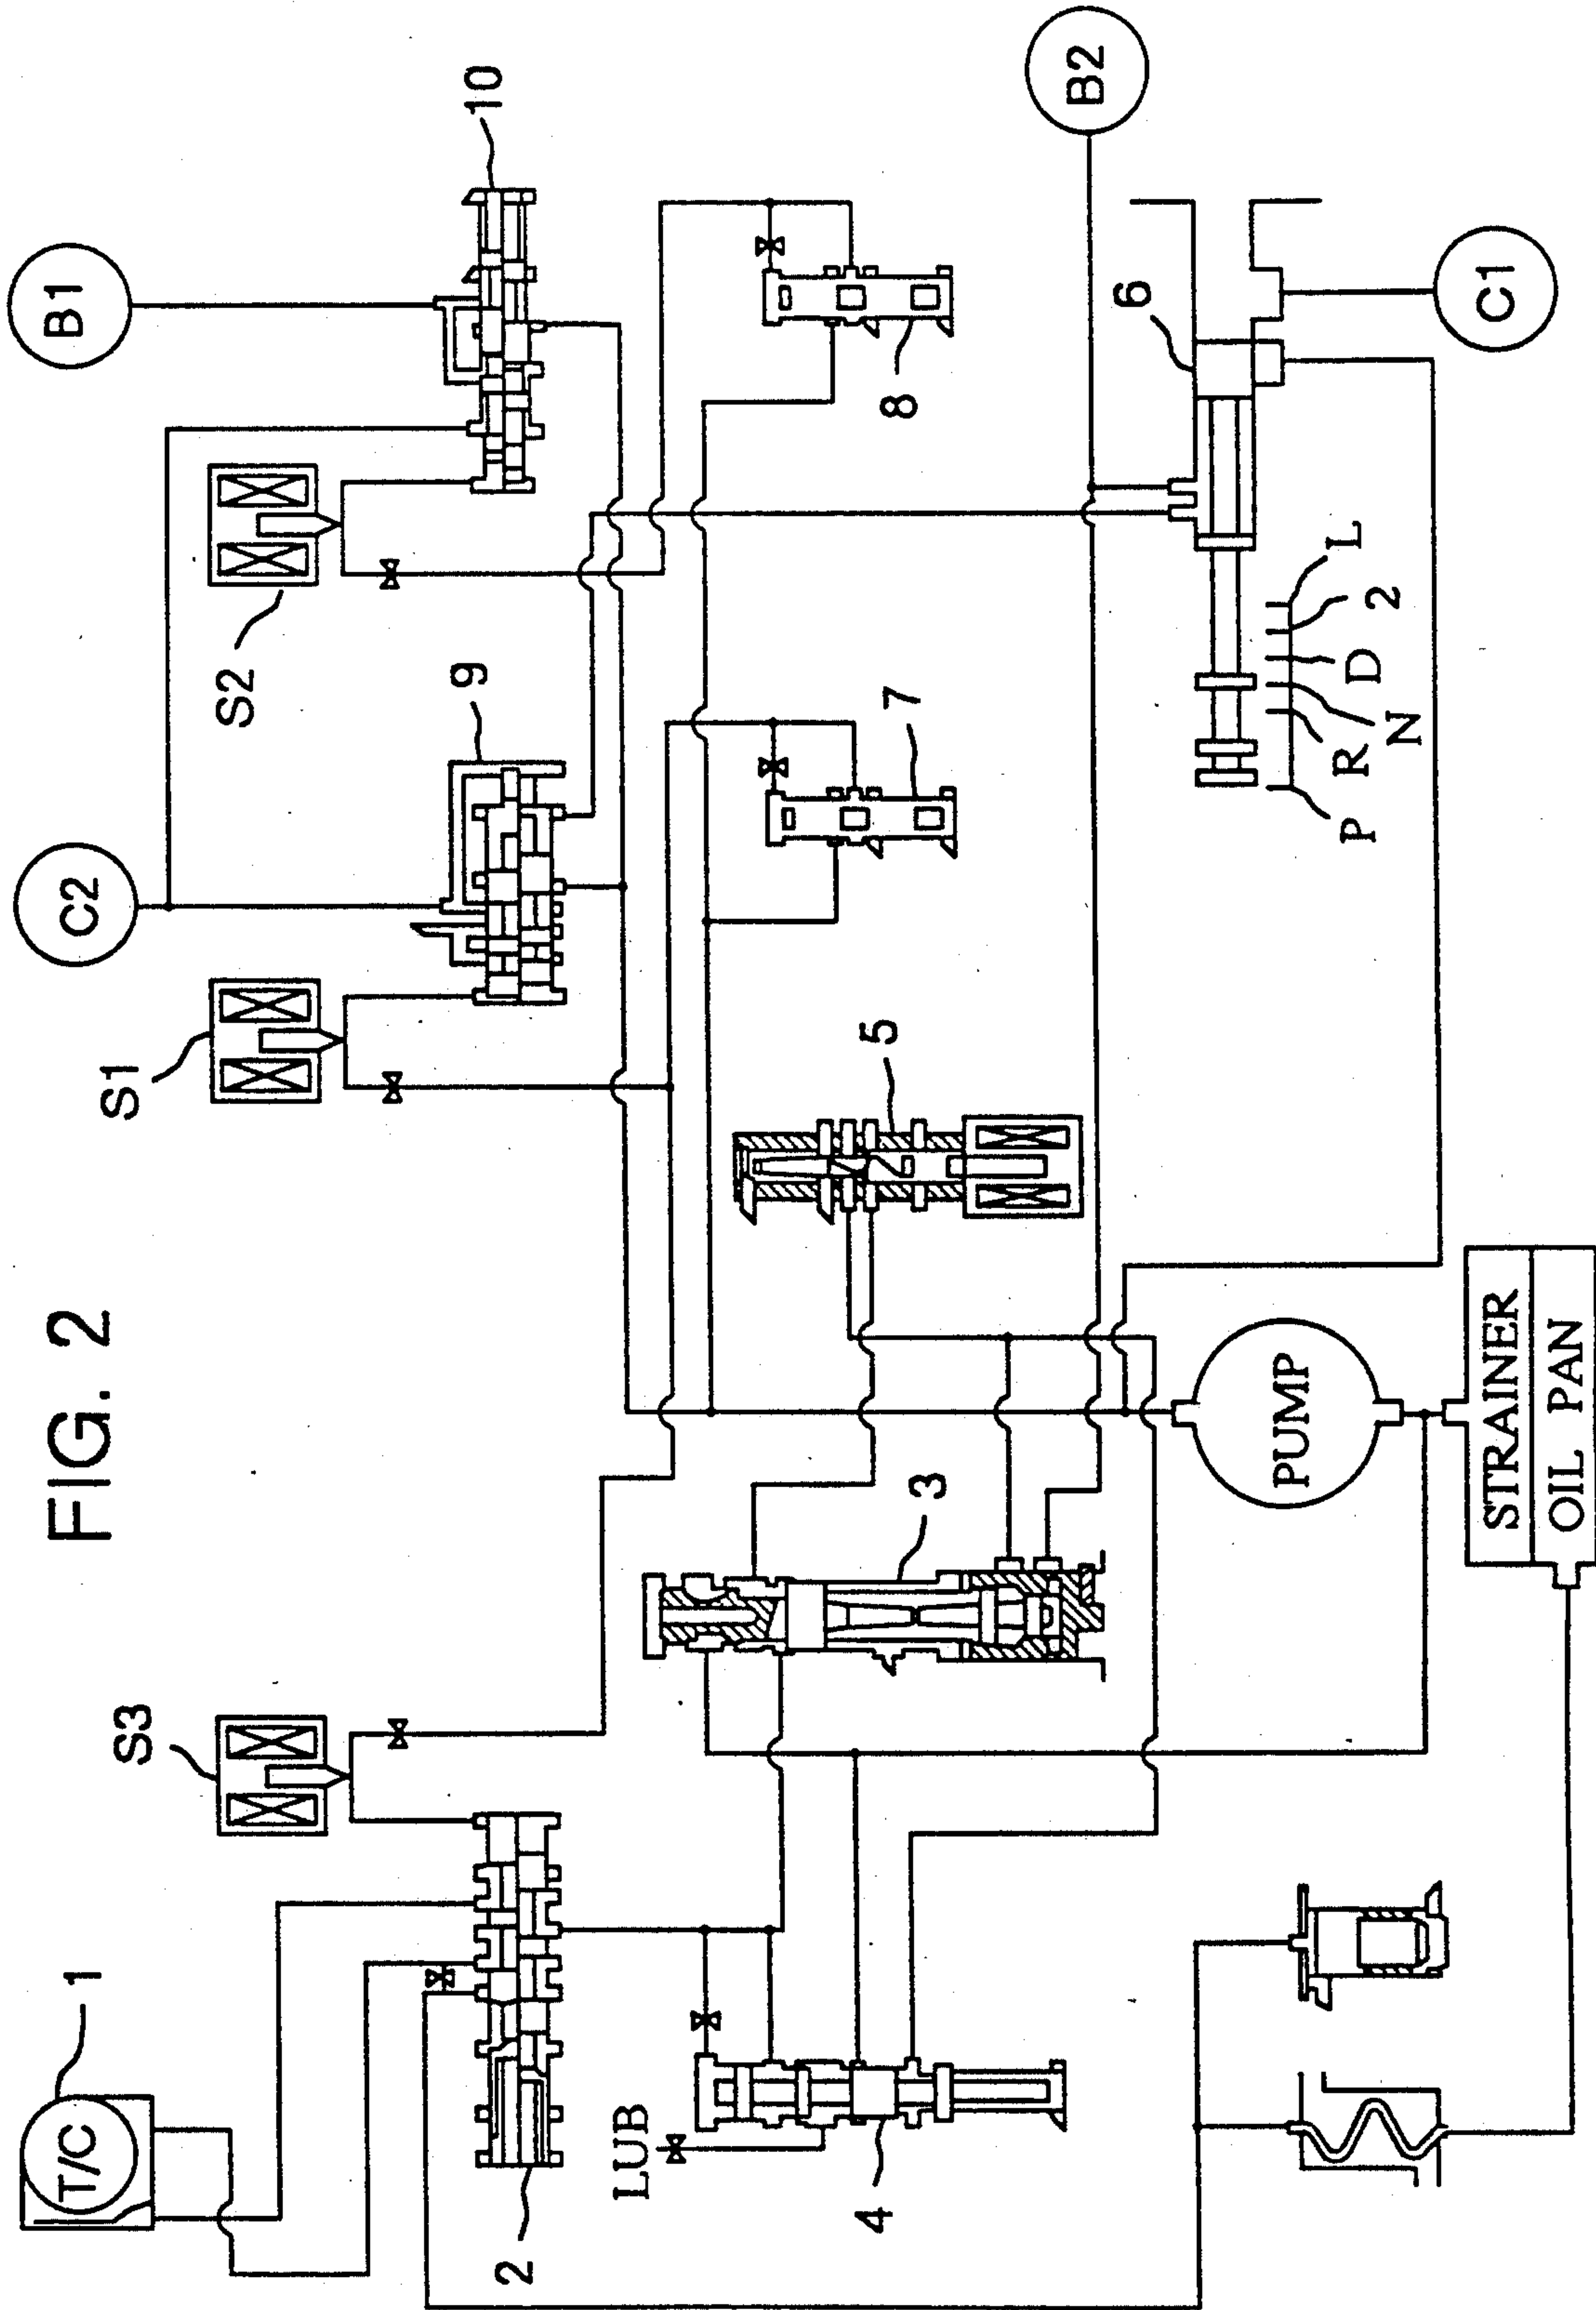 FIG. 2
T/C
1
S3
S1
C2
S2
B1
2
9
10
LUB
4
3
5
7
8
B2
PUMP
STRAINER
OIL PAN
6
P
R
N
D
2
L
C1